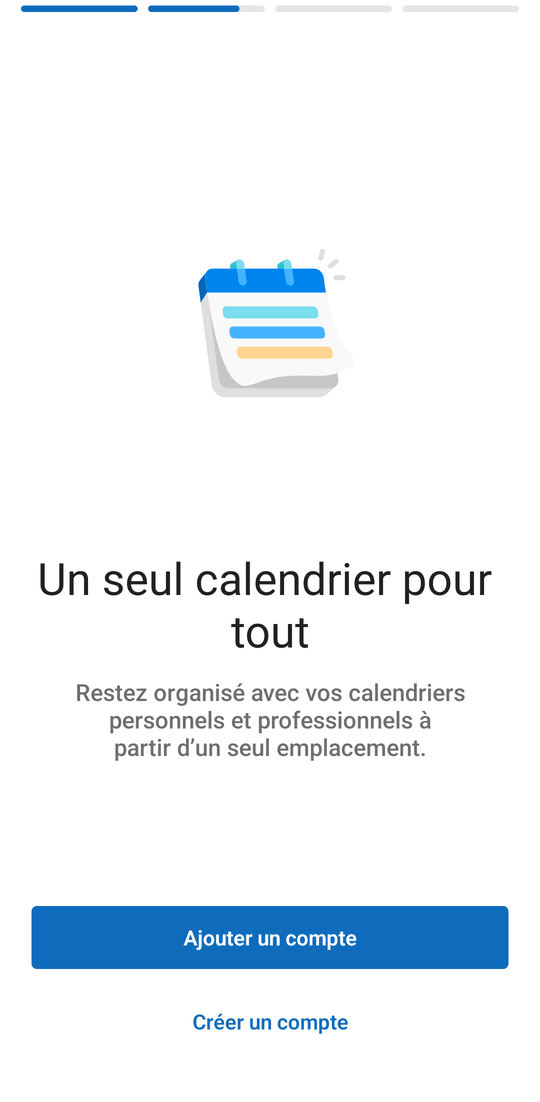 Un seul calendrier pour
tout
Restez organisé avec vos calendriers
personnels et professionnels à
partir d’un seul emplacement.
Ajouter un compte
Créer un compte